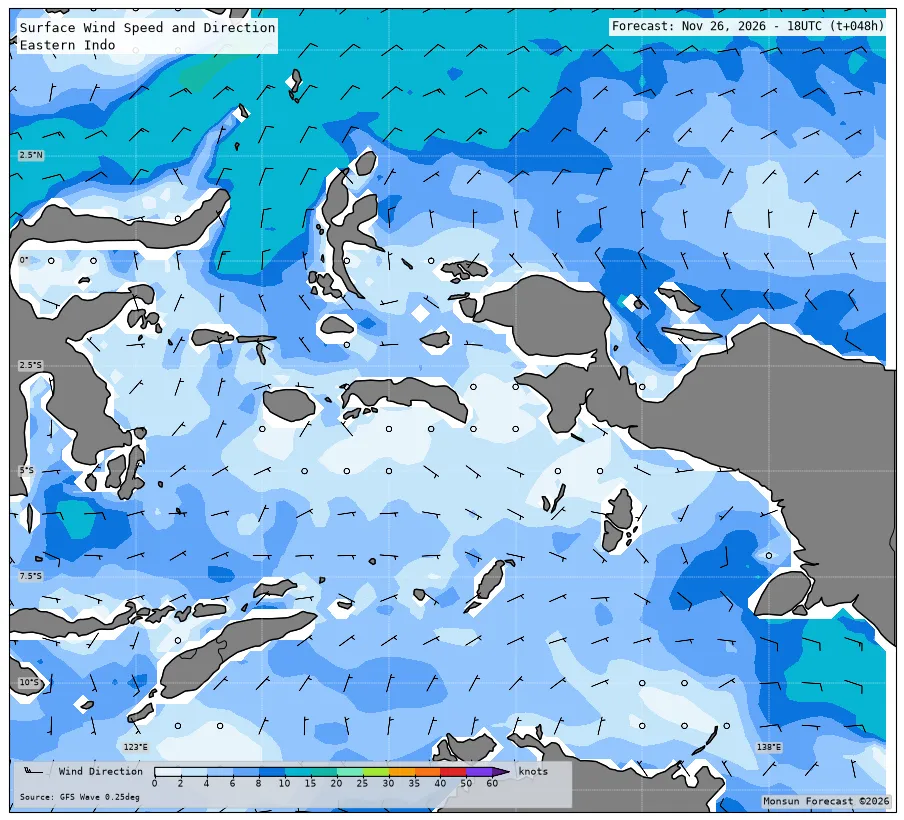 Surface Wind Speed and Direction
Eastern Indo
Forecast: Nov 26, 2026 - 18UTC (t+048h)
2.5°N
0°
2.5°S
5°S
7.5°S
10°S
123°E
138°E
Wind Direction
0 2 4 6 8 10 15 20 25 30 35 40 50 60
knots
Source: GFS Wave 0.25deg
Monsun Forecast ©2026